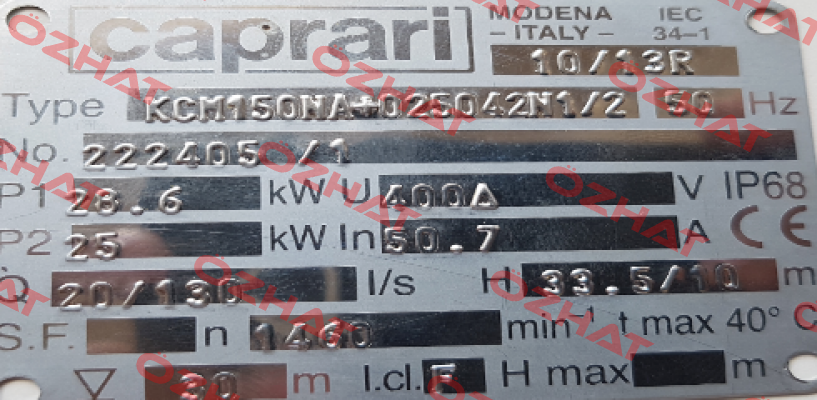 caprari MODENA – ITALY – IEC 34–1
10/13R
Type KCM150NA+025042N1/2 50 Hz
No. 222405 /1
P1 28.6 kW U 400Δ V IP68
P2 25 kW In 50.7 A CE
Q 20/130 l/s H 33.5/10 m
S.F. n 1460 min⁻¹ t max 40° C
30 m I.cl. F H max m
OZHAT